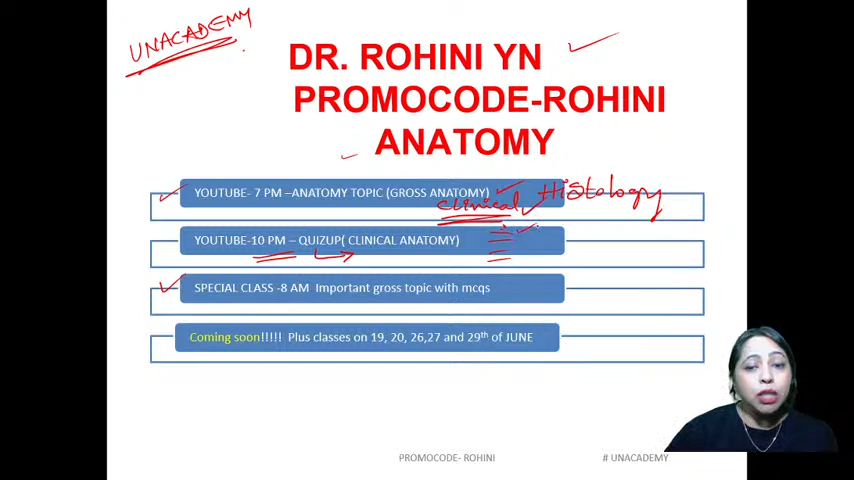 UNACADEMY
DR. ROHINI YN
PROMOCODE-ROHINI
ANATOMY
YOUTUBE- 7 PM –ANATOMY TOPIC (GROSS ANATOMY)
Histology
clinical
YOUTUBE-10 PM – QUIZUP( CLINICAL ANATOMY)
SPECIAL CLASS -8 AM Important gross topic with mcqs
Coming soon!!!!! Plus classes on 19, 20, 26,27 and 29th of JUNE
PROMOCODE- ROHINI
# UNACADEMY